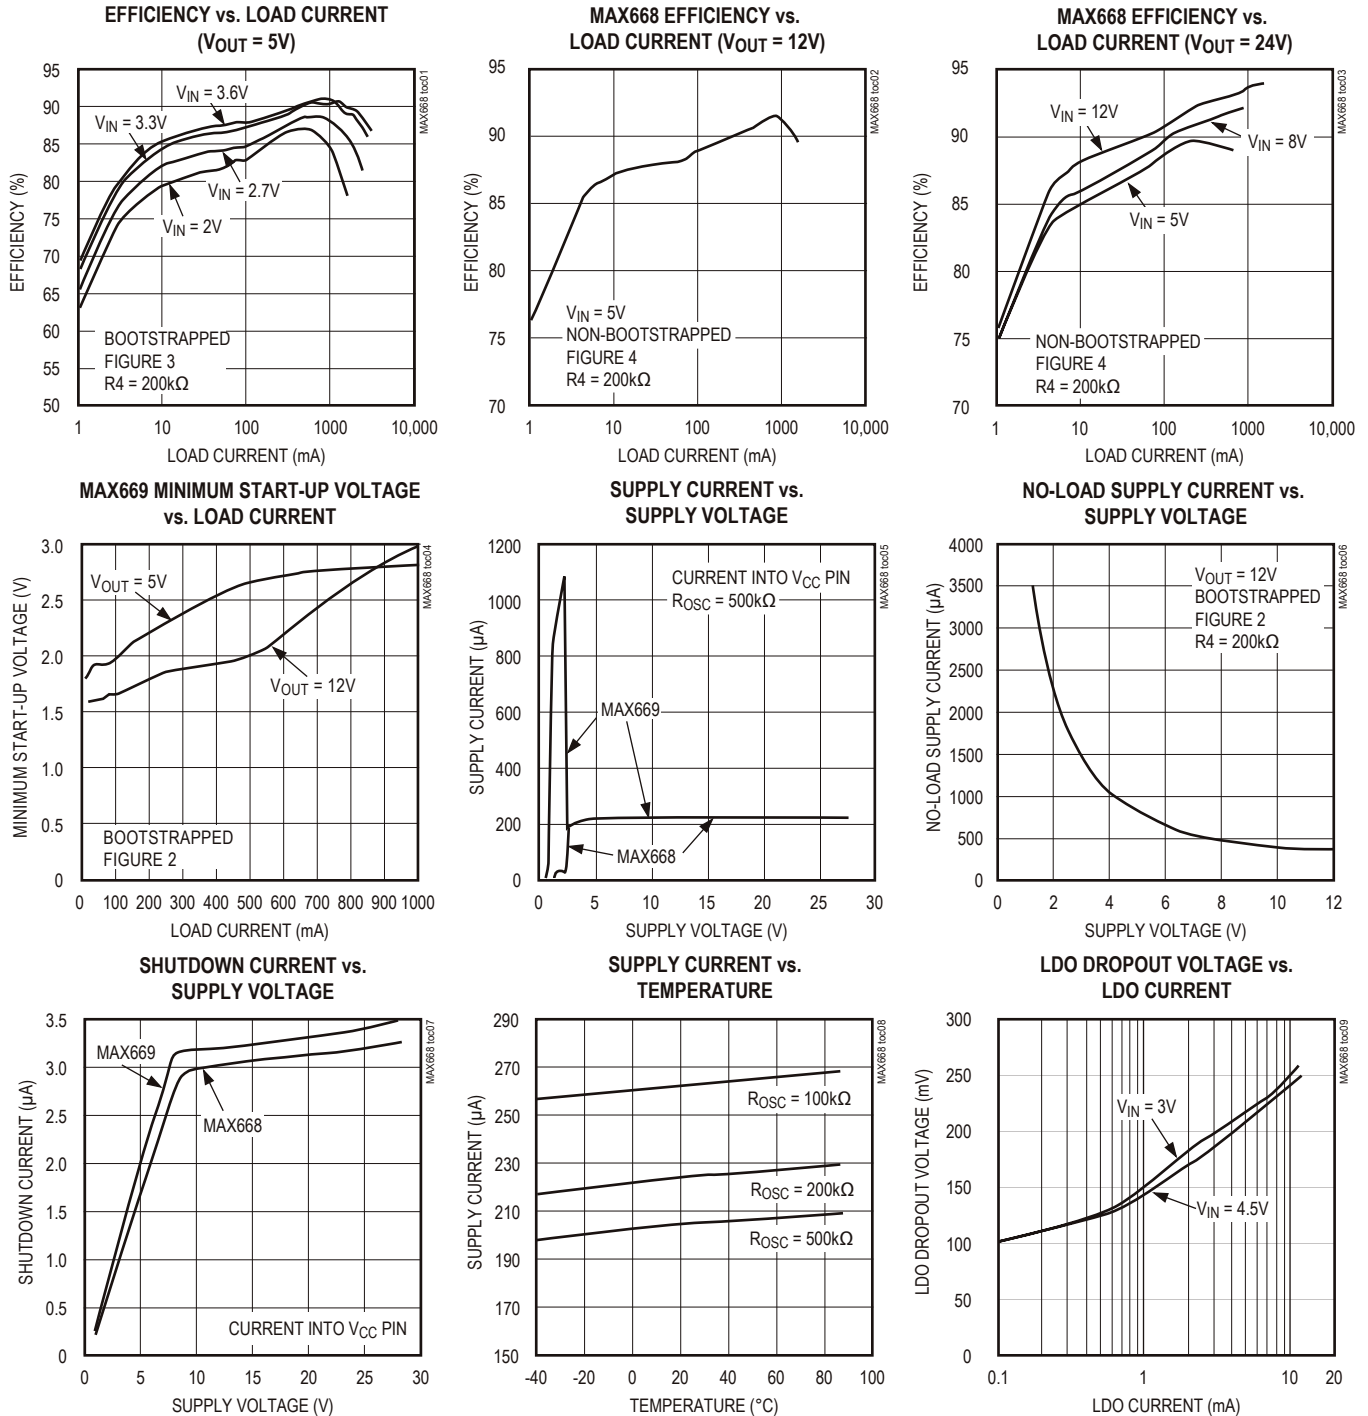 EFFICIENCY vs. LOAD CURRENT
(VOUT = 5V)
95
90
85
80
75
70
65
60
55
50
EFFICIENCY (%)
VIN = 3.6V
VIN = 3.3V
VIN = 2.7V
VIN = 2V
BOOTSTRAPPED
FIGURE 3
R4 = 200kΩ
MAX668 toc01
1 10 100 1000 10,000
LOAD CURRENT (mA)
MAX668 EFFICIENCY vs.
LOAD CURRENT (VOUT = 12V)
95
90
85
80
75
70
EFFICIENCY (%)
VIN = 5V
NON-BOOTSTRAPPED
FIGURE 4
R4 = 200kΩ
MAX668 toc02
1 10 100 1000 10,000
LOAD CURRENT (mA)
MAX668 EFFICIENCY vs.
LOAD CURRENT (VOUT = 24V)
95
90
85
80
75
70
EFFICIENCY (%)
VIN = 12V
VIN = 8V
VIN = 5V
NON-BOOTSTRAPPED
FIGURE 4
R4 = 200kΩ
MAX668 toc03
1 10 100 1000 10,000
LOAD CURRENT (mA)
MAX669 MINIMUM START-UP VOLTAGE
vs. LOAD CURRENT
3.0
2.5
2.0
1.5
1.0
0.5
0
MINIMUM START-UP VOLTAGE (V)
VOUT = 5V
VOUT = 12V
BOOTSTRAPPED
FIGURE 2
MAX668 toc04
0 100 200 300 400 500 600 700 800 900 1000
LOAD CURRENT (mA)
SUPPLY CURRENT vs.
SUPPLY VOLTAGE
1200
1000
800
600
400
200
0
SUPPLY CURRENT (µA)
CURRENT INTO VCC PIN
ROSC = 500kΩ
MAX669
MAX668
MAX668 toc05
0 5 10 15 20 25 30
SUPPLY VOLTAGE (V)
NO-LOAD SUPPLY CURRENT vs.
SUPPLY VOLTAGE
4000
3500
3000
2500
2000
1500
1000
500
0
NO-LOAD SUPPLY CURRENT (µA)
VOUT = 12V
BOOTSTRAPPED
FIGURE 2
R4 = 200kΩ
MAX668 toc06
0 2 4 6 8 10 12
SUPPLY VOLTAGE (V)
SHUTDOWN CURRENT vs.
SUPPLY VOLTAGE
3.5
3.0
2.5
2.0
1.5
1.0
0.5
0
SHUTDOWN CURRENT (µA)
MAX669
MAX668
CURRENT INTO VCC PIN
MAX668 toc07
0 5 10 15 20 25 30
SUPPLY VOLTAGE (V)
SUPPLY CURRENT vs.
TEMPERATURE
290
270
250
230
210
190
170
150
SUPPLY CURRENT (µA)
ROSC = 100kΩ
ROSC = 200kΩ
ROSC = 500kΩ
MAX668 toc08
-40 -20 0 20 40 60 80 100
TEMPERATURE (°C)
LDO DROPOUT VOLTAGE vs.
LDO CURRENT
300
250
200
150
100
50
0
LDO DROPOUT VOLTAGE (mV)
VIN = 3V
VIN = 4.5V
MAX668 toc09
0.1 1 10 20
LDO CURRENT (mA)